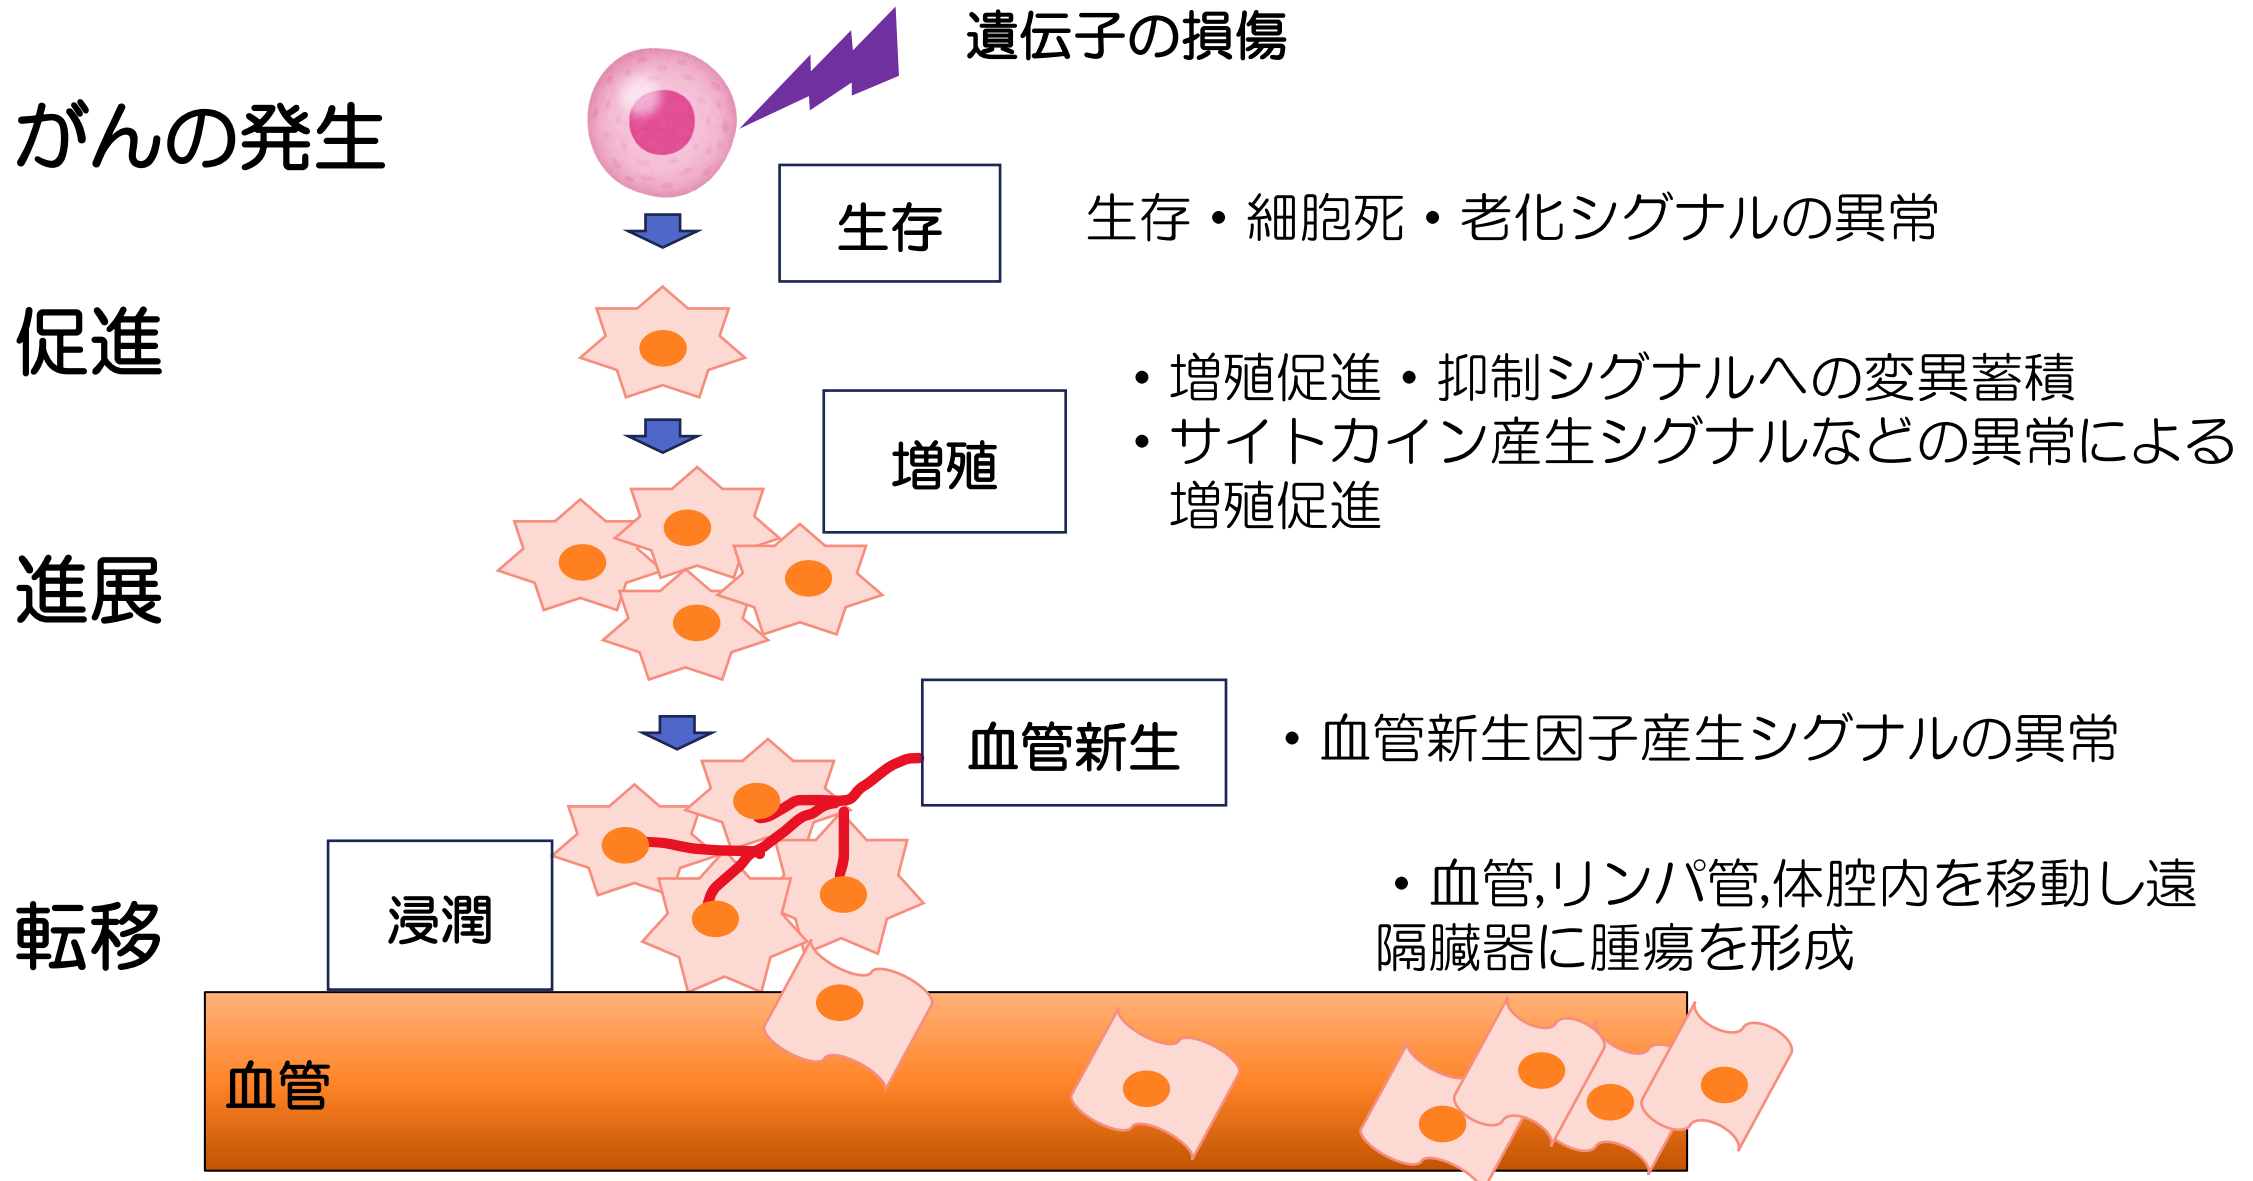 遺伝子の損傷
がんの発生
生存
生存・細胞死・老化シグナルの異常
促進
・増殖促進・抑制シグナルへの変異蓄積
・サイトカイン産生シグナルなどの異常による
増殖促進
増殖
進展
血管新生
・血管新生因子産生シグナルの異常
浸潤
転移
・血管,リンパ管,体腔内を移動し遠
隔臓器に腫瘍を形成
血管